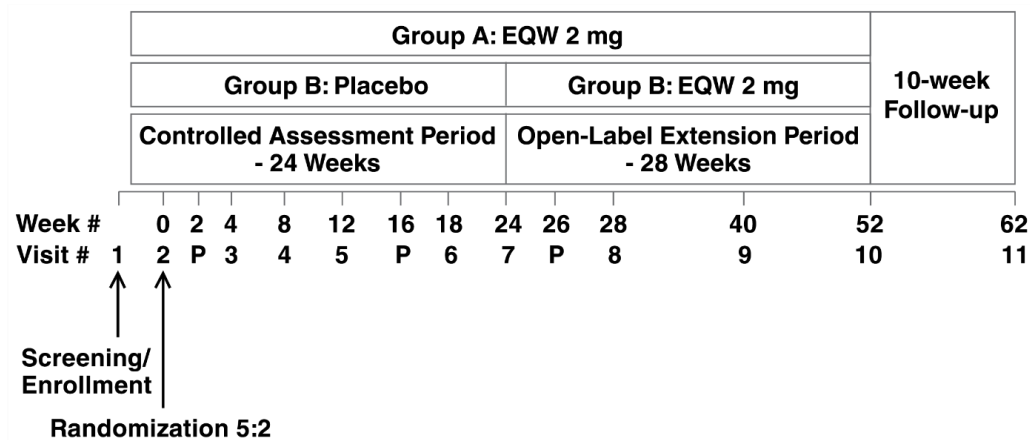 Group A: EQW 2 mg
Group B: Placebo
Group B: EQW 2 mg
10-week
Follow-up
Controlled Assessment Period
- 24 Weeks
Open-Label Extension Period
- 28 Weeks
Week # 0 2 4 8 12 16 18 24 26 28 40 52 62
Visit # 1 2 P 3 4 5 P 6 7 P 8 9 10 11
Screening/
Enrollment
Randomization 5:2